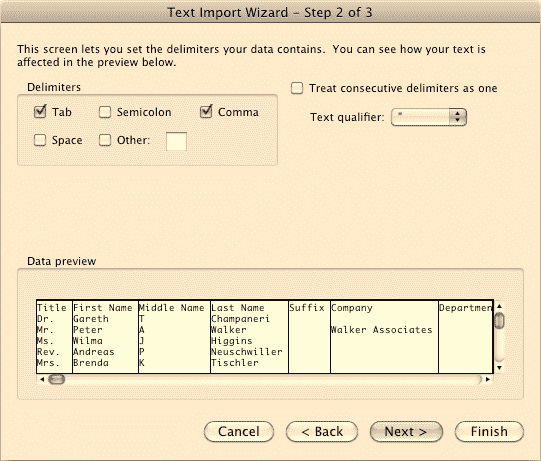 Text Import Wizard – Step 2 of 3
This screen lets you set the delimiters your data contains.  You can see how your text is
affected in the preview below.
Delimiters
Treat consecutive delimiters as one
Tab Semicolon Comma
Text qualifier: "
Space Other:
Data preview
Title First Name Middle Name Last Name Suffix Company Departmen
Dr. Gareth T Champaneri
Mr. Peter A Walker Walker Associates
Ms. Wilma J Higgins
Rev. Andreas P Neuschwiller
Mrs. Brenda K Tischler
Cancel < Back Next > Finish